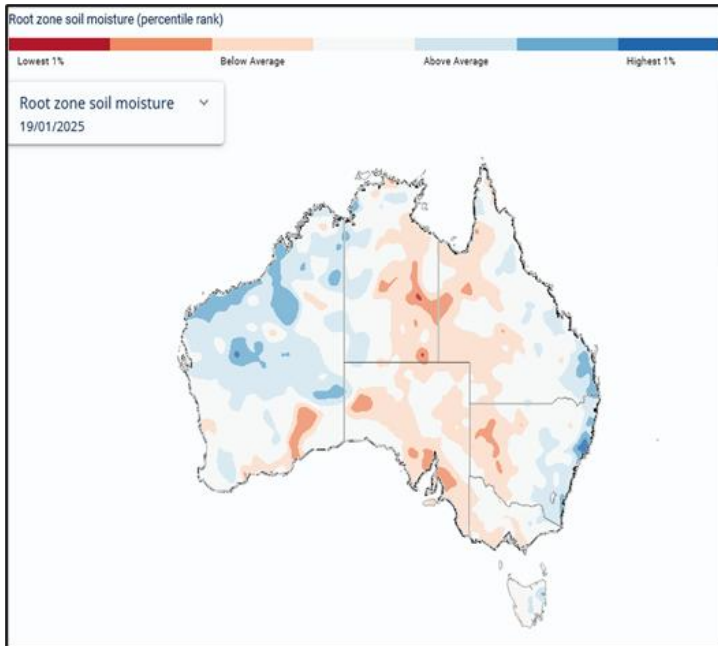 Root zone soil moisture (percentile rank)
Lowest 1% Below Average Above Average Highest 1%
Root zone soil moisture
19/01/2025